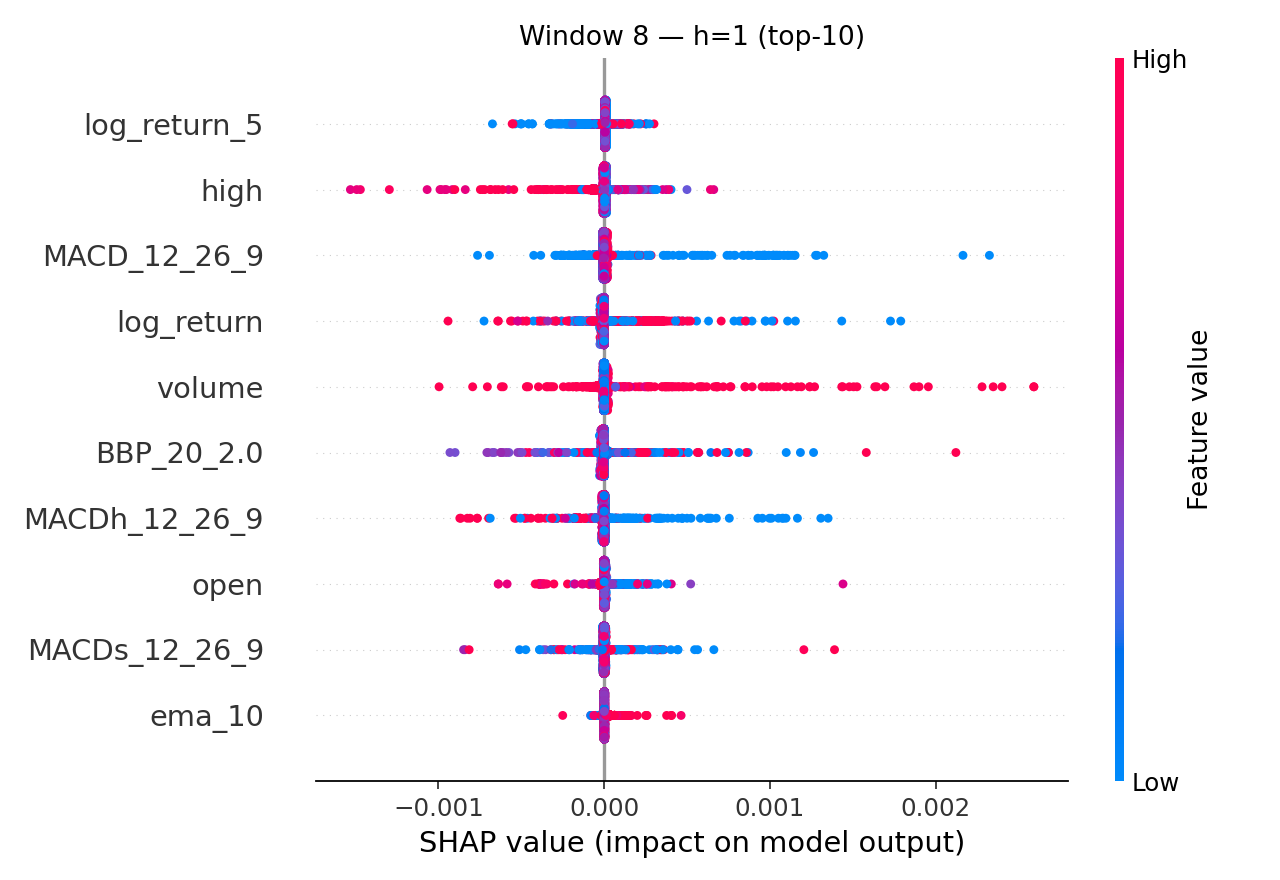 Window 8 — h=1 (top-10)
High
log_return_5
high
MACD_12_26_9
log_return
volume
BBP_20_2.0
MACDh_12_26_9
open
MACDs_12_26_9
ema_10
Feature value
Low
−0.001 0.000 0.001 0.002
SHAP value (impact on model output)